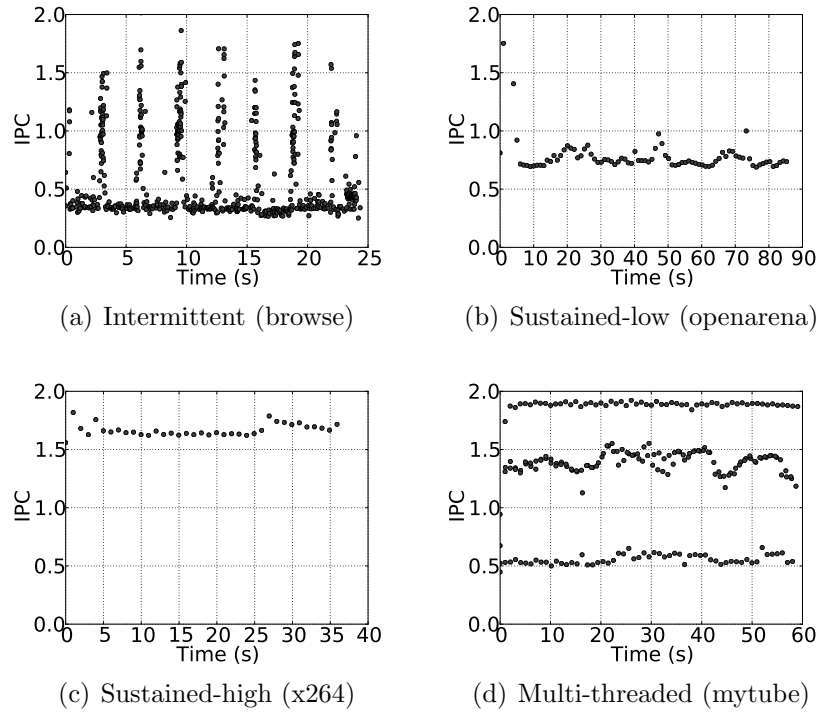 2.0
1.5
1.0
0.5
0.0
IPC
0 5 10 15 20 25
Time (s)
(a) Intermittent (browse)
2.0
1.5
1.0
0.5
0.0
IPC
0 10 20 30 40 50 60 70 80 90
Time (s)
(b) Sustained-low (openarena)
2.0
1.5
1.0
0.5
0.0
IPC
0 5 10 15 20 25 30 35 40
Time (s)
(c) Sustained-high (x264)
2.0
1.5
1.0
0.5
0.0
IPC
0 10 20 30 40 50 60
Time (s)
(d) Multi-threaded (mytube)